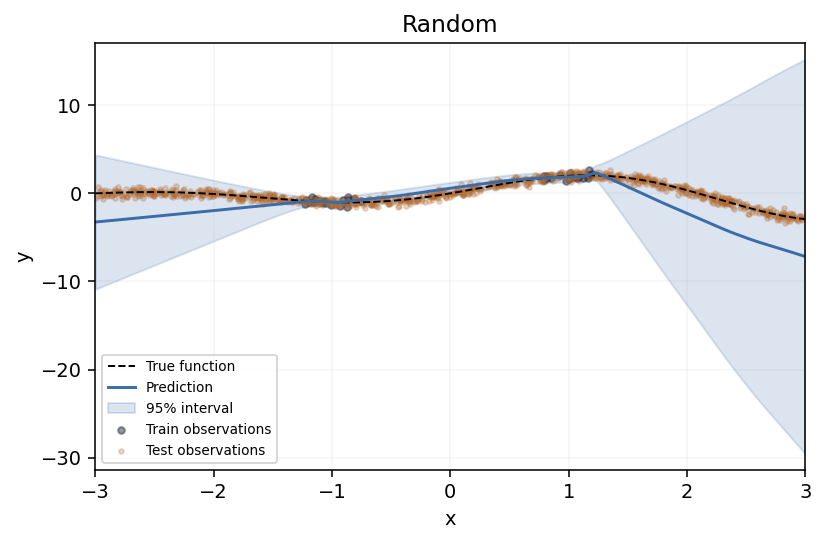 Random
10
0
−10
−20
−30
y
True function
Prediction
95% interval
Train observations
Test observations
−3
−2
−1
0
1
2
3
x